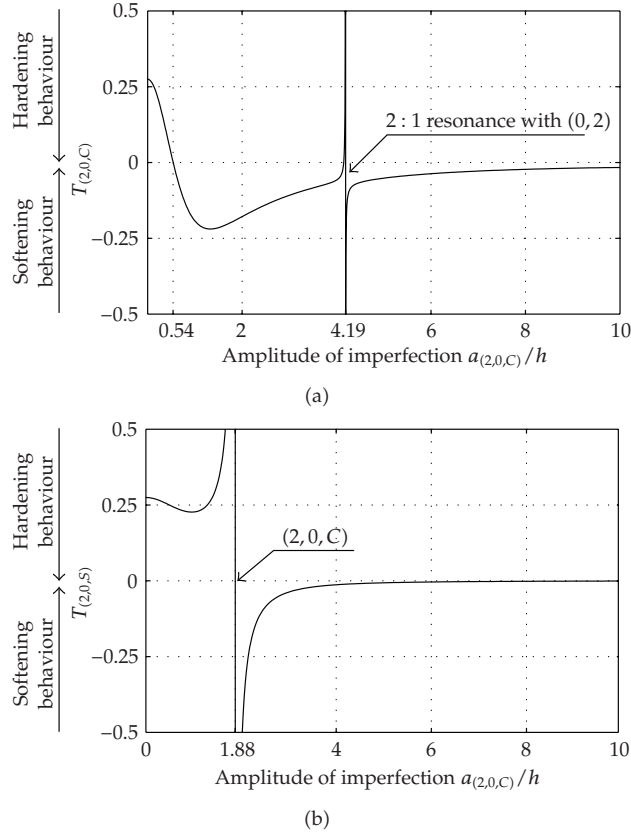 Hardening
behaviour
Softening
behaviour
T(2,0,C)
0.5
0.25
0
−0.25
−0.5
2 : 1 resonance with (0, 2)
0.54 2 4.19 6 8 10
Amplitude of imperfection a(2,0,C)/h
(a)
Hardening
behaviour
Softening
behaviour
T(2,0,S)
0.5
0.25
0
−0.25
−0.5
(2, 0, C)
0 1.88 4 6 8 10
Amplitude of imperfection a(2,0,C)/h
(b)